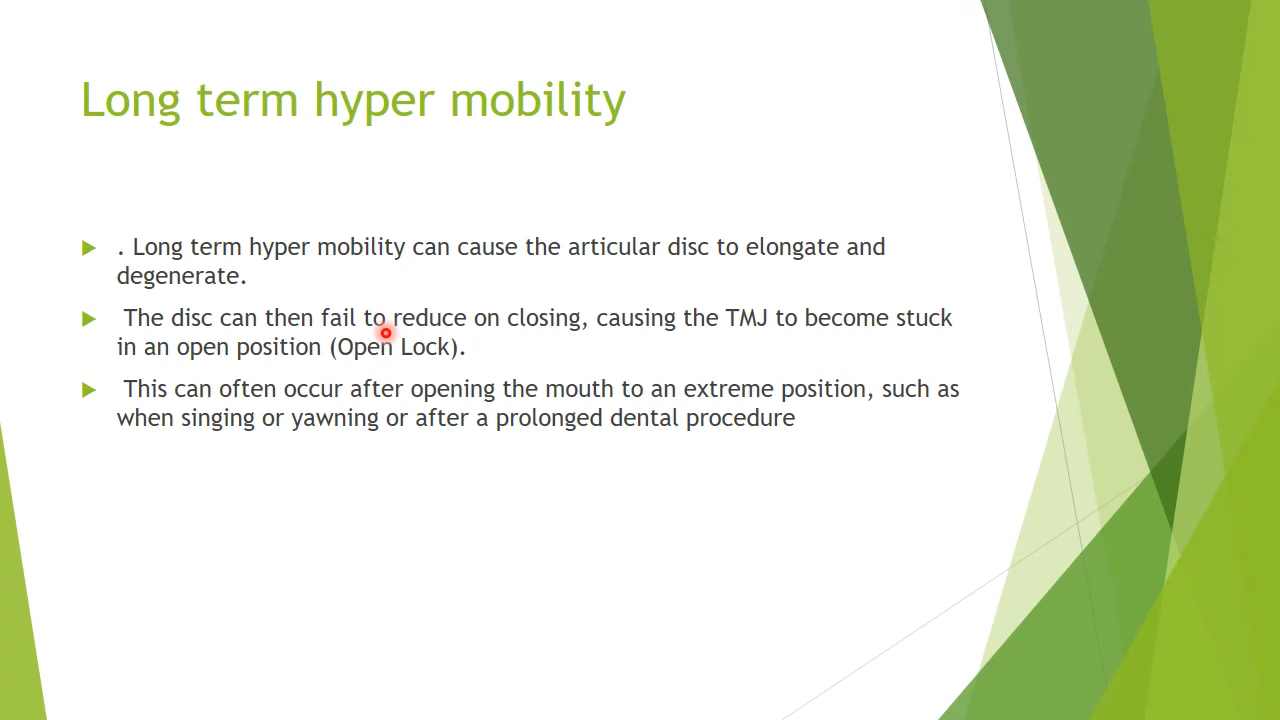 Long term hyper mobility
. Long term hyper mobility can cause the articular disc to elongate and
degenerate.
The disc can then fail to reduce on closing, causing the TMJ to become stuck
in an open position (Open Lock).
This can often occur after opening the mouth to an extreme position, such as
when singing or yawning or after a prolonged dental procedure